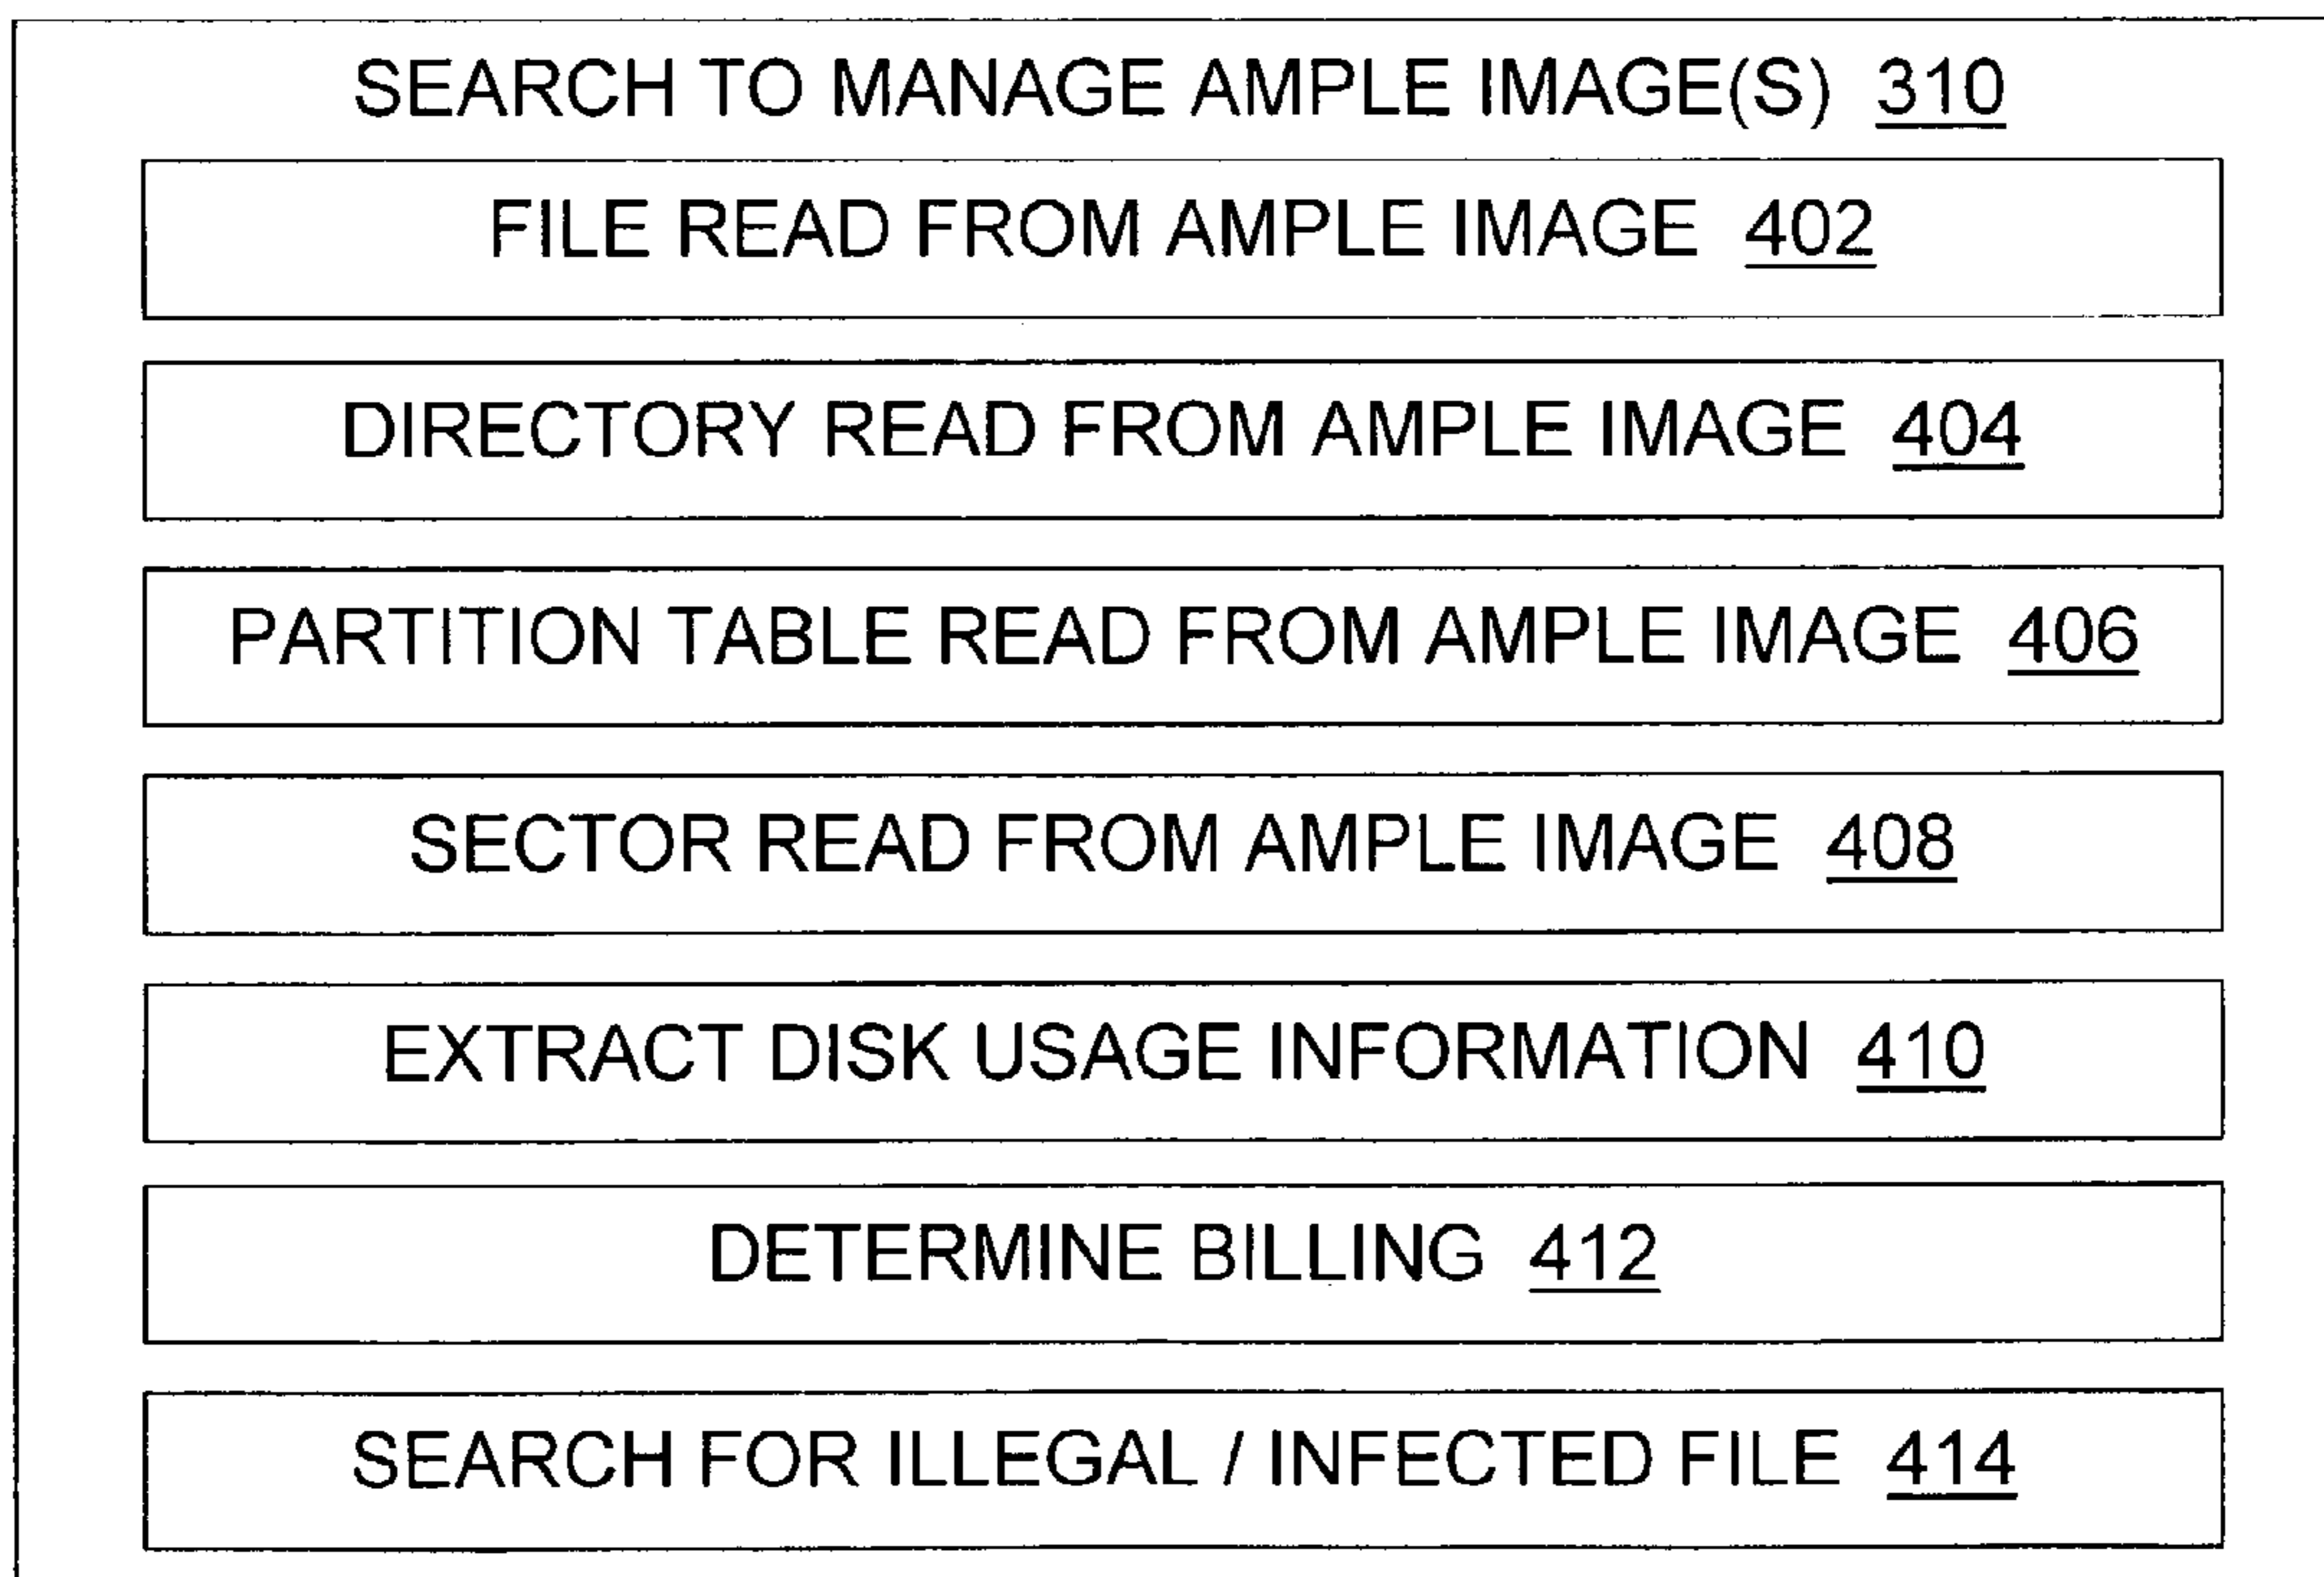 SEARCH TO MANAGE AMPLE IMAGE(S) 310
FILE READ FROM AMPLE IMAGE 402
DIRECTORY READ FROM AMPLE IMAGE 404
PARTITION TABLE READ FROM AMPLE IMAGE 406
SECTOR READ FROM AMPLE IMAGE 408
EXTRACT DISK USAGE INFORMATION 410
DETERMINE BILLING 412
SEARCH FOR ILLEGAL / INFECTED FILE 414